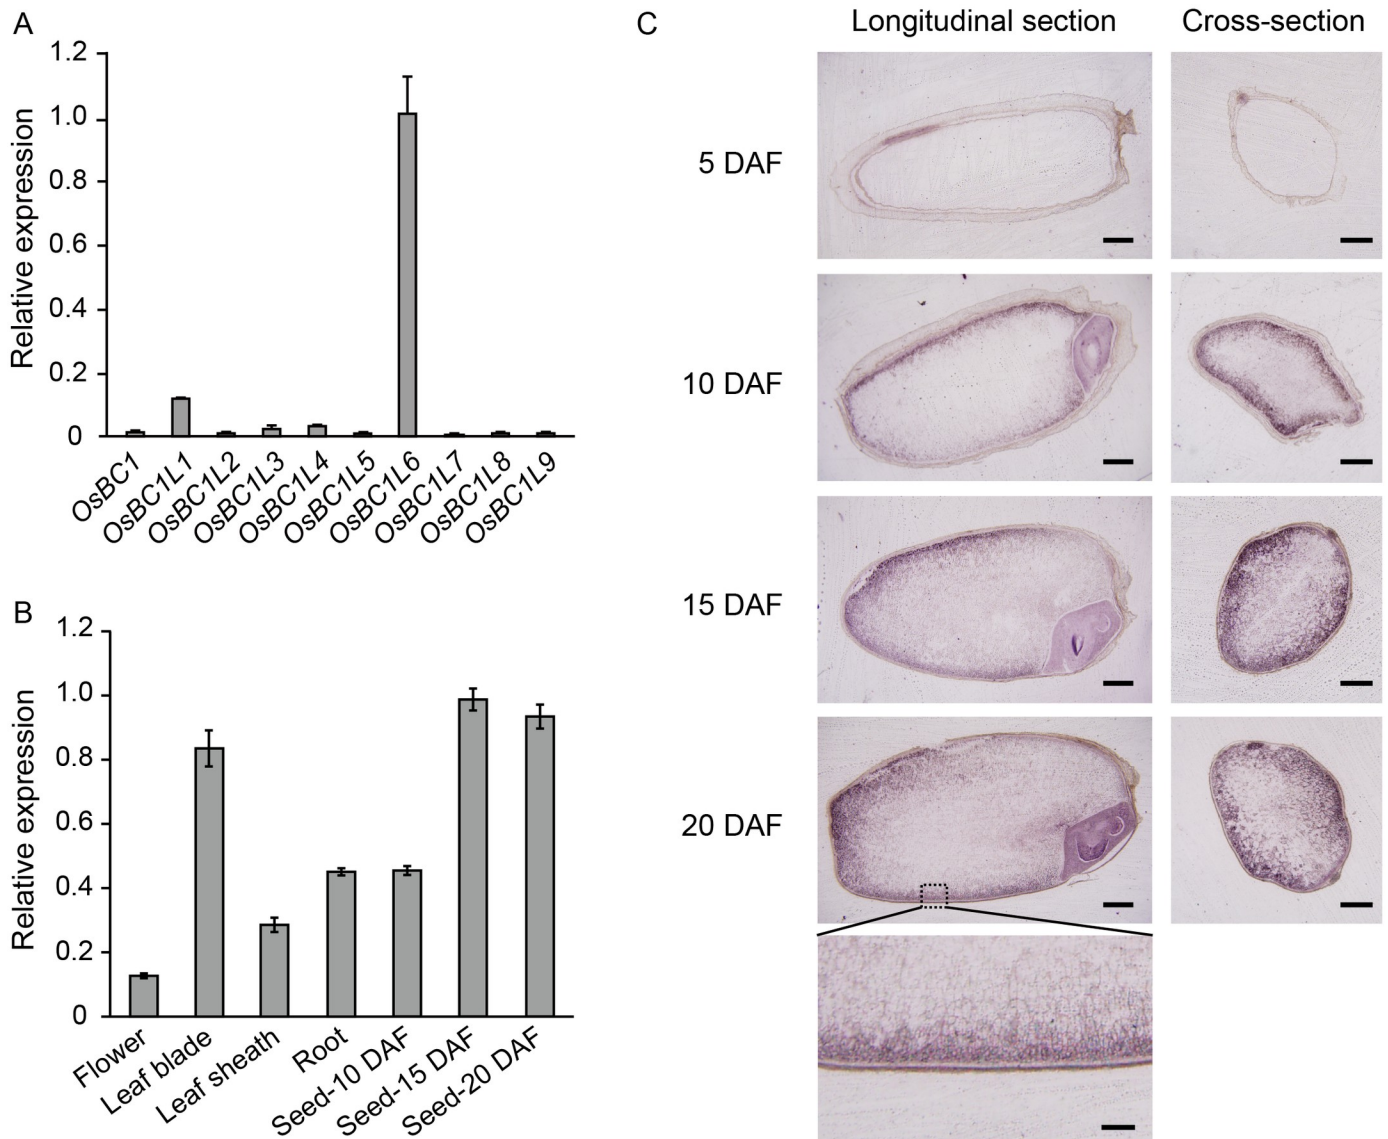 A
Relative expression
1.2
1.0
0.8
0.6
0.4
0.2
0
OsBC1
OsBC1L1
OsBC1L2
OsBC1L3
OsBC1L4
OsBC1L5
OsBC1L6
OsBC1L7
OsBC1L8
OsBC1L9
B
Relative expression
1.2
1.0
0.8
0.6
0.4
0.2
0
Flower
Leaf blade
Leaf sheath
Root
Seed-10 DAF
Seed-15 DAF
Seed-20 DAF
C
Longitudinal section
Cross-section
5 DAF
10 DAF
15 DAF
20 DAF